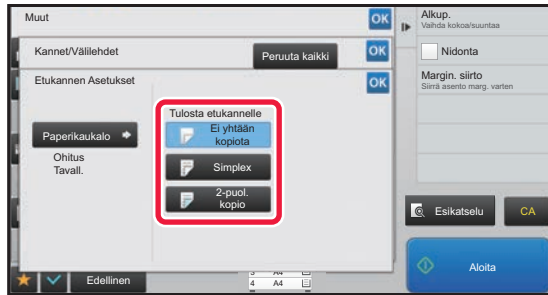 Muut
OK
Kannet/Välilehdet
Peruuta kaikki
OK
Etukannen Asetukset
OK
Tulosta etukannelle
Paperikaukalo
Ohitus
Tavall.
Ei yhtään
kopiota
Simplex
2-puol.
kopio
Edellinen
3 A4
4 A4
Alkup.
Vaihda kokoa/suuntaa
Nidonta
Margin. siirto
Siirrä asento marg. varten
Esikatselu
CA
Aloita